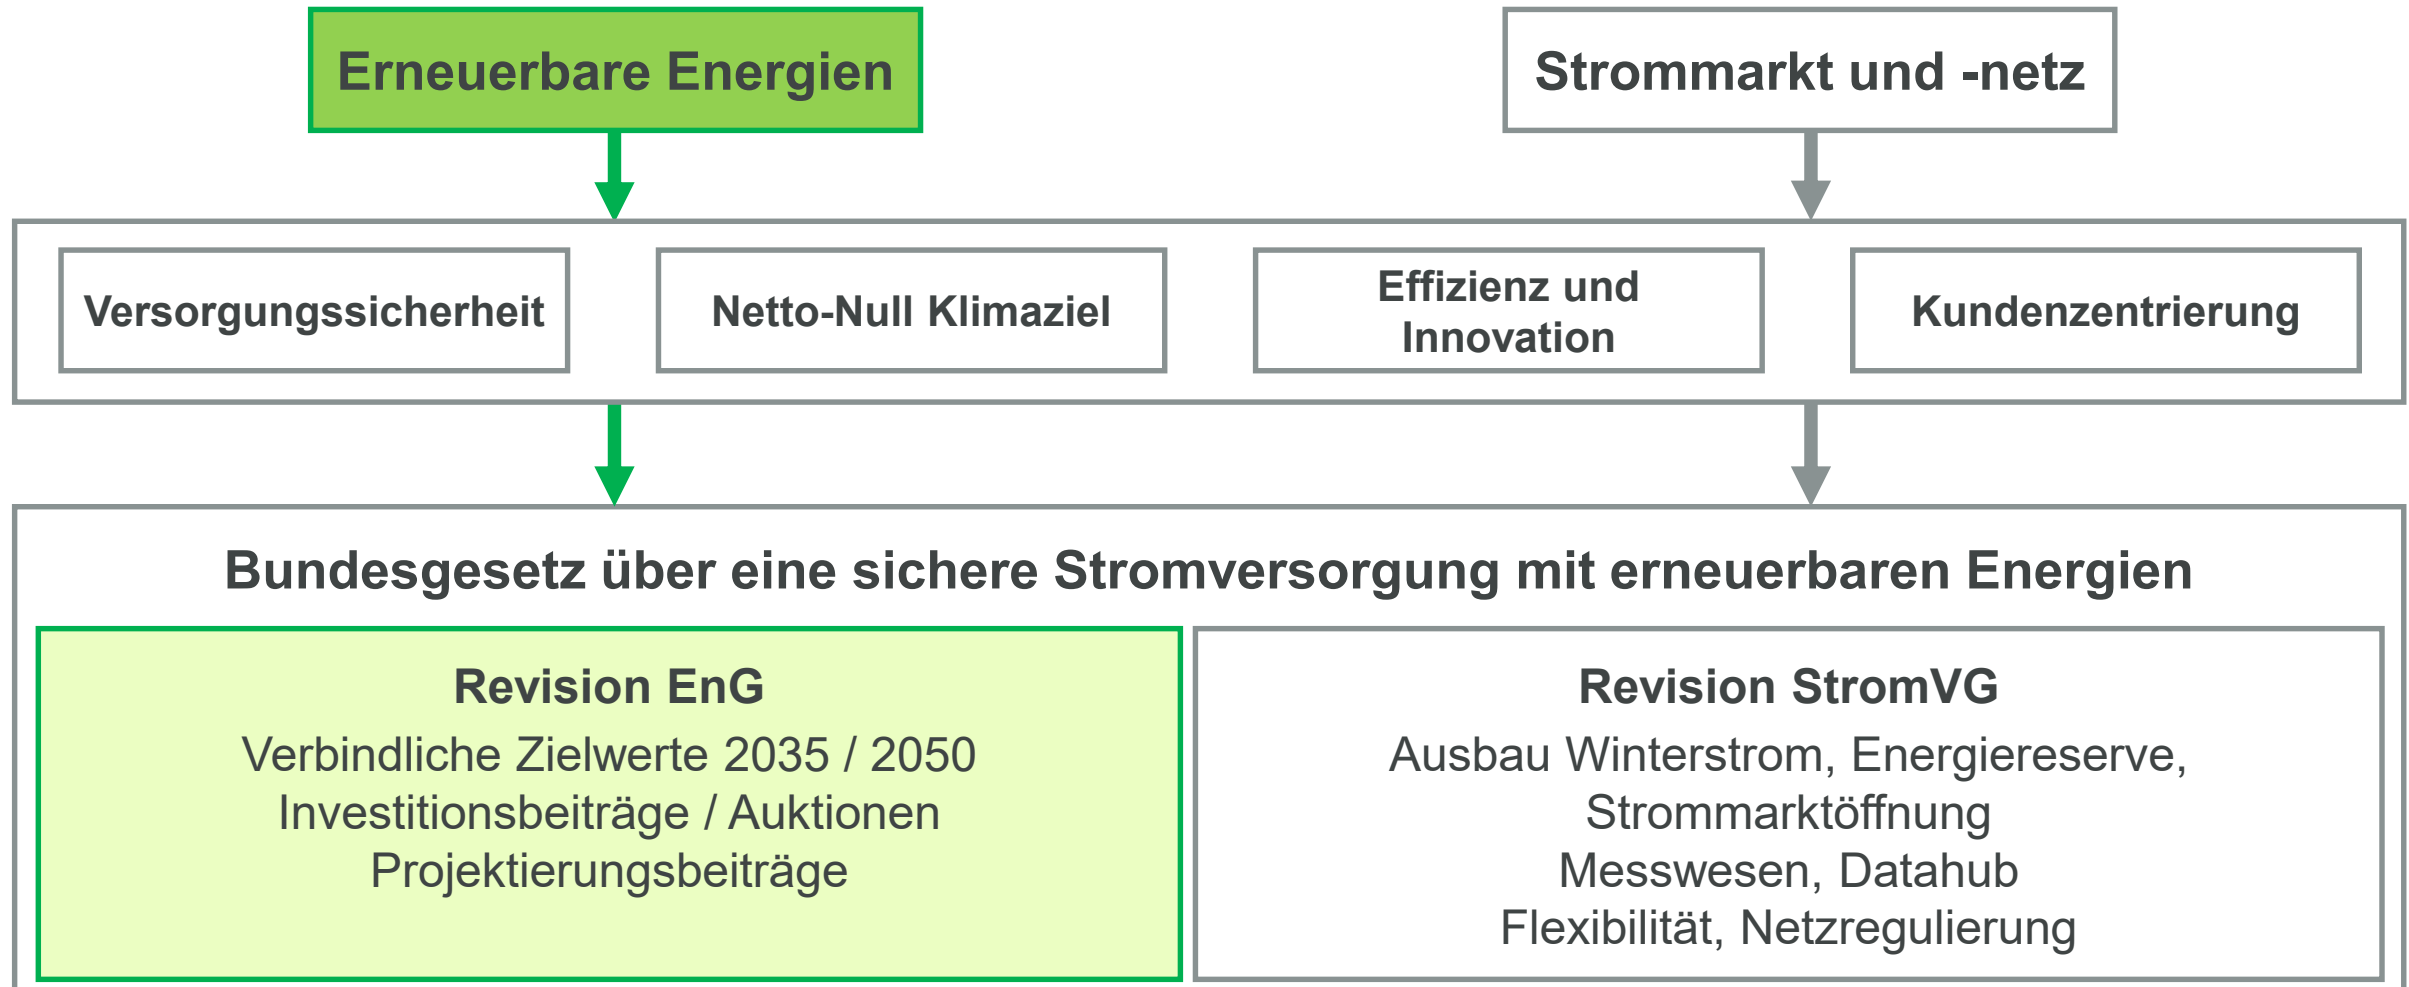 Erneuerbare Energien
Strommarkt und -netz
Versorgungssicherheit
Netto-Null Klimaziel
Effizienz und
Innovation
Kundenzentrierung
Bundesgesetz über eine sichere Stromversorgung mit erneuerbaren Energien
Revision EnG
Verbindliche Zielwerte 2035 / 2050
Investitionsbeiträge / Auktionen
Projektierungsbeiträge
Revision StromVG
Ausbau Winterstrom, Energiereserve,
Strommarktöffnung
Messwesen, Datahub
Flexibilität, Netzregulierung